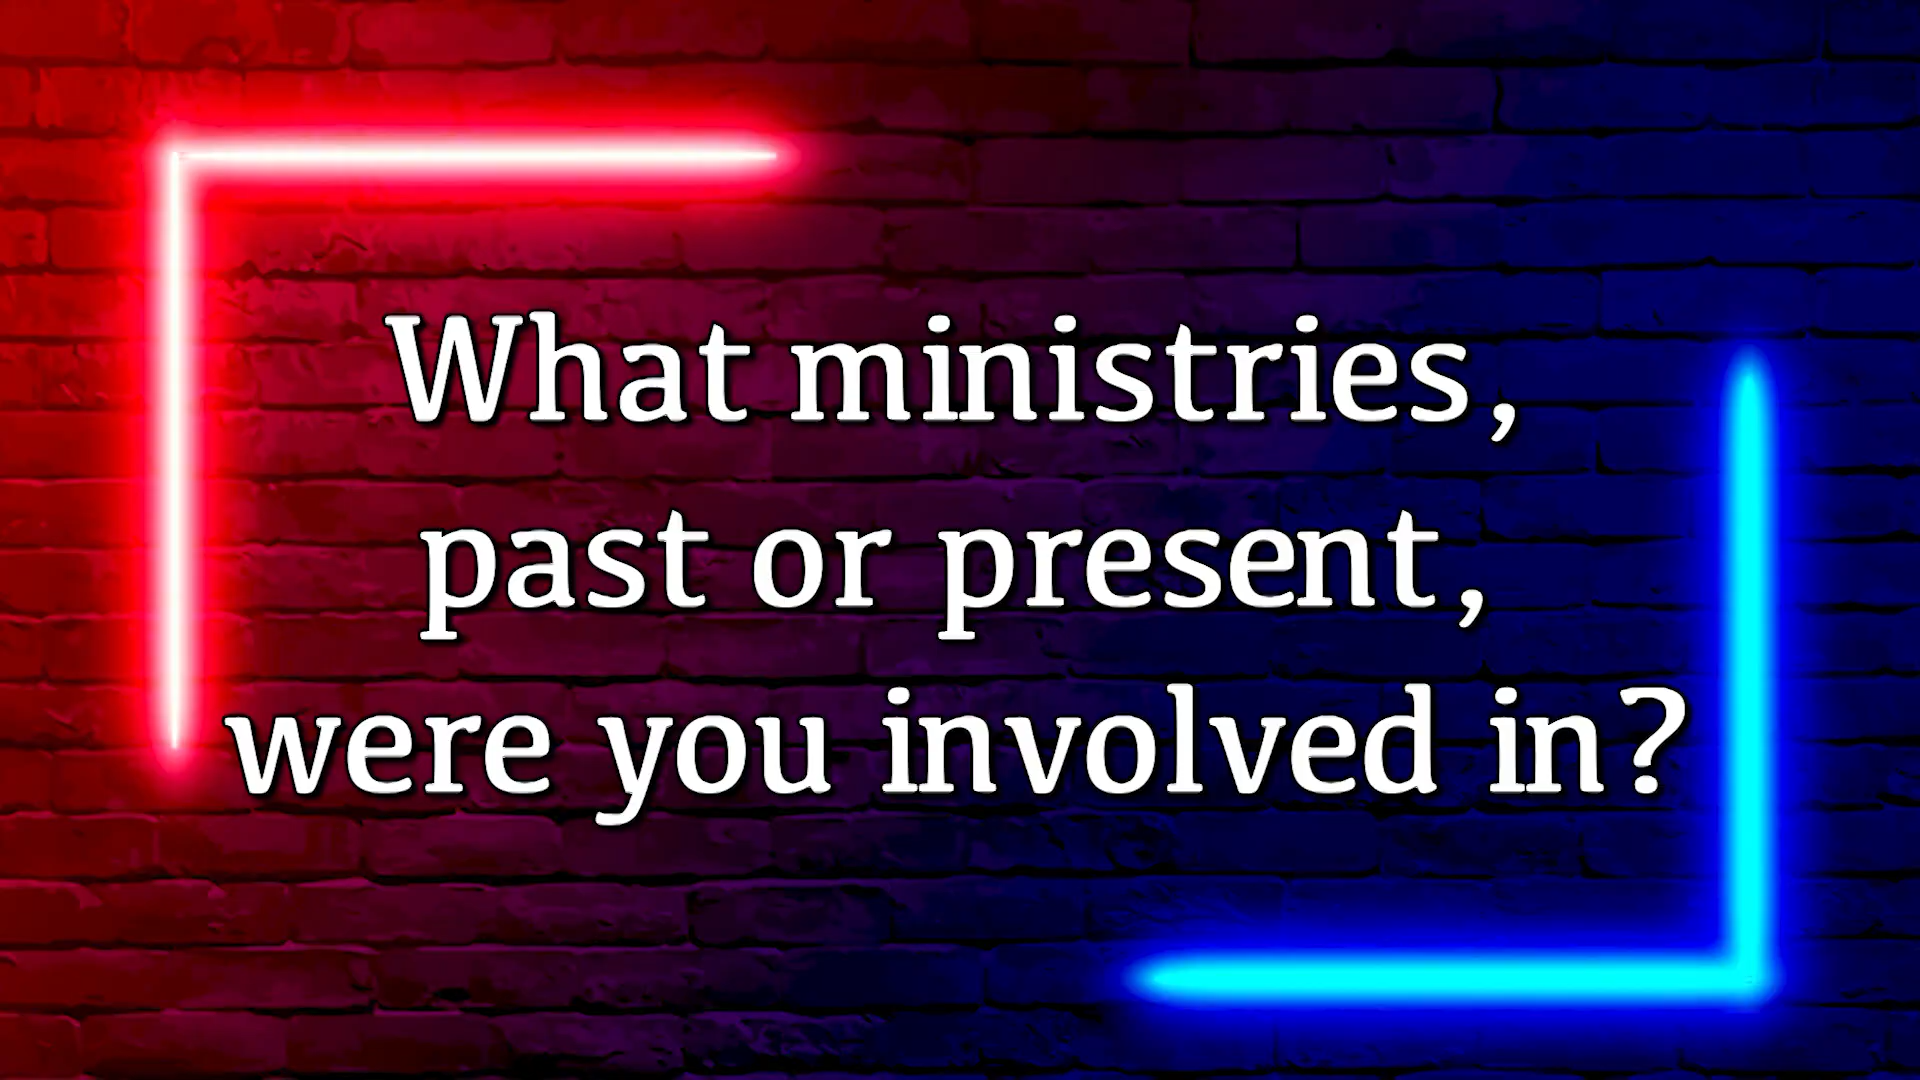 What ministries,
past or present,
were you involved in?